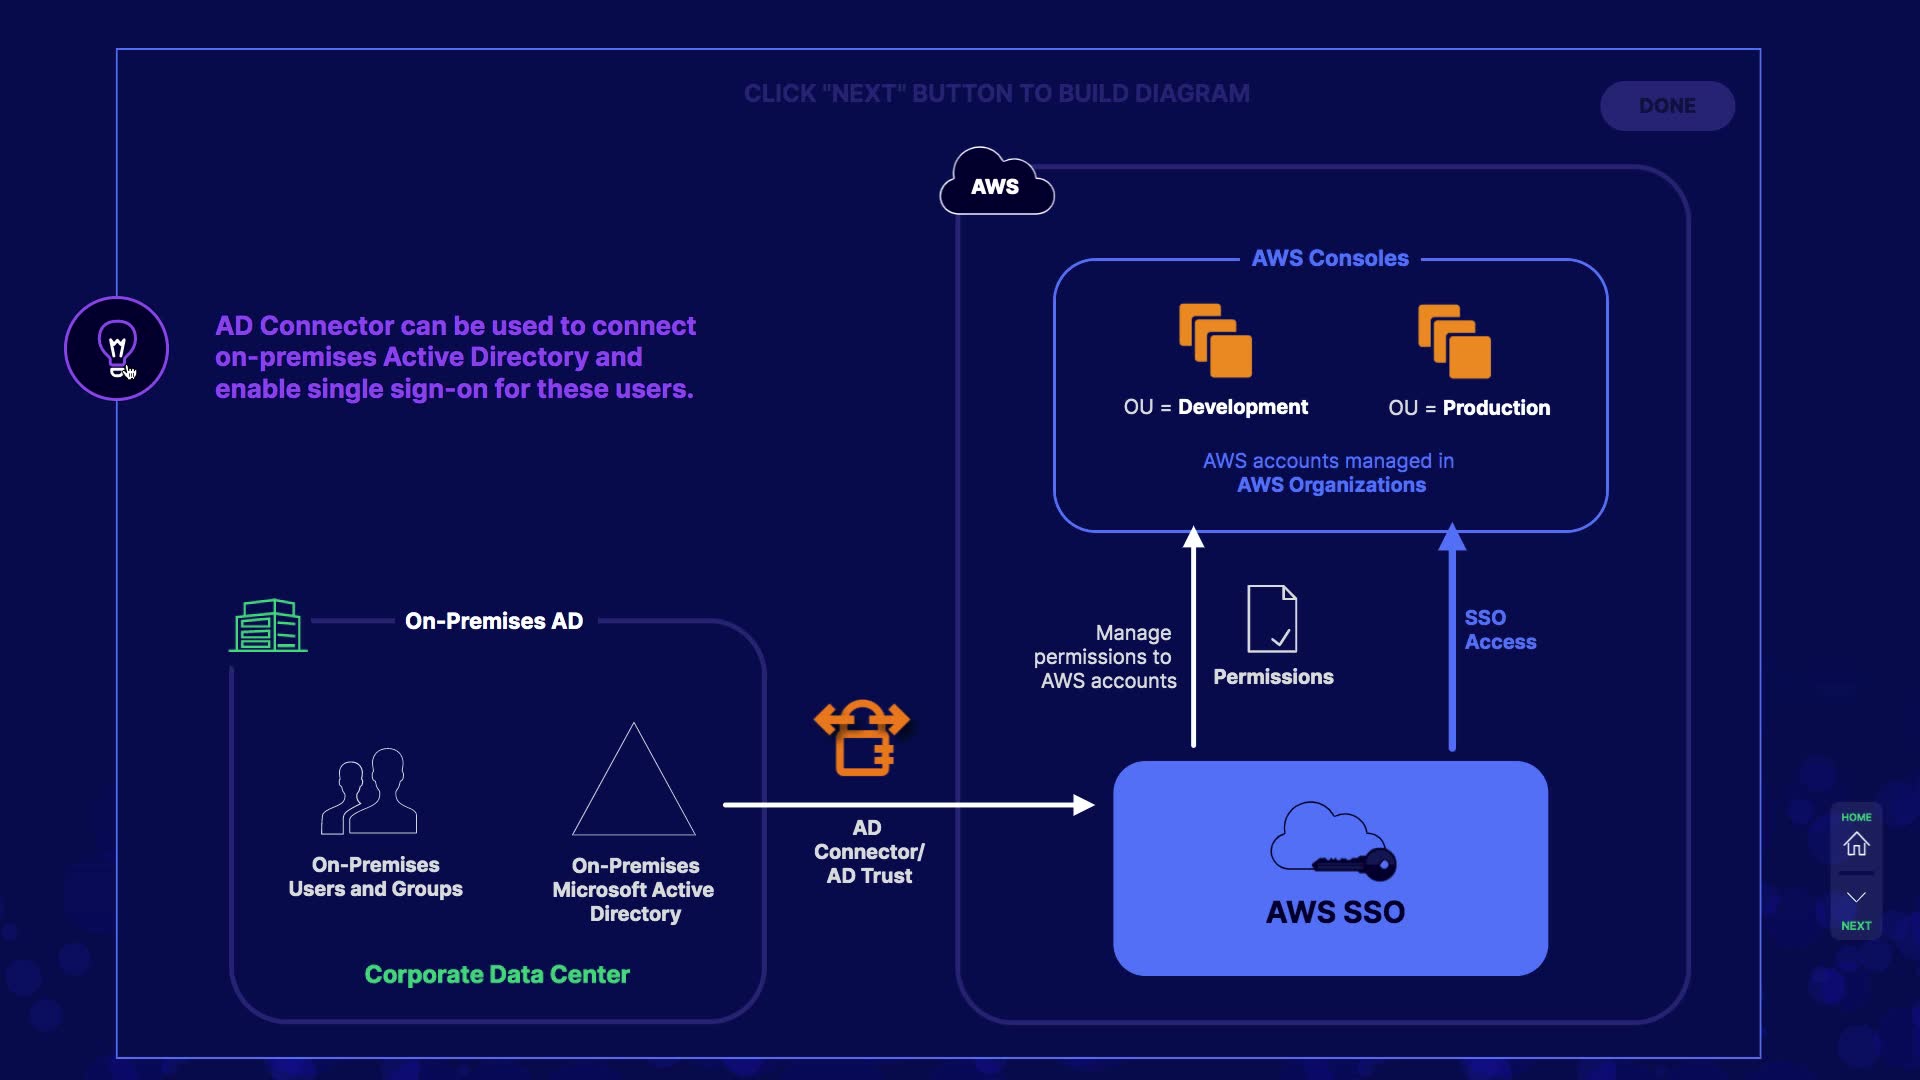 CLICK "NEXT" BUTTON TO BUILD DIAGRAM
DONE
AWS
AWS Consoles
AD Connector can be used to connect
on-premises Active Directory and
enable single sign-on for these users.
OU = Development
OU = Production
AWS accounts managed in
AWS Organizations
On-Premises AD
Manage
permissions to
AWS accounts
Permissions
SSO
Access
On-Premises
Users and Groups
On-Premises
Microsoft Active
Directory
Corporate Data Center
AD
Connector/
AD Trust
AWS SSO
HOME
NEXT